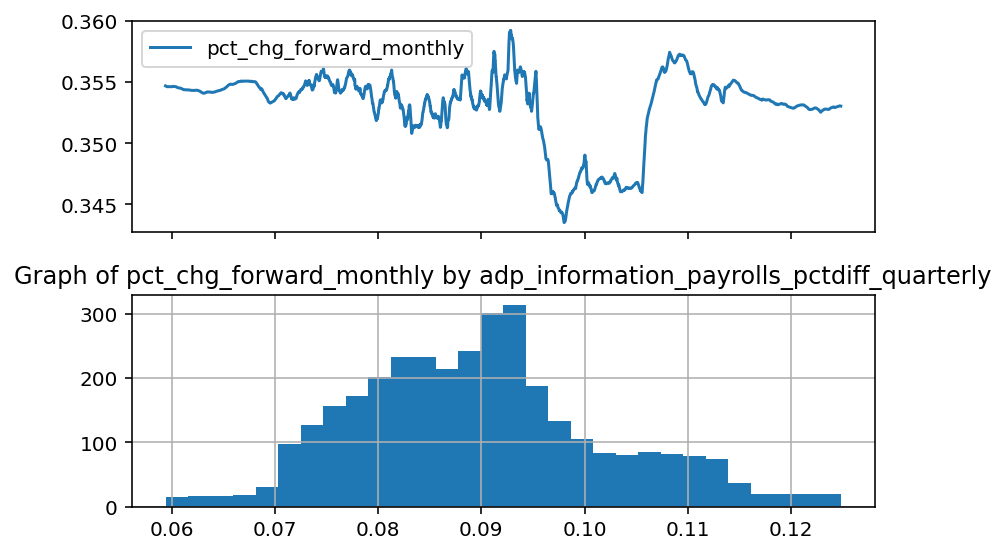 0.360
pct_chg_forward_monthly
0.355
0.350
0.345
Graph of pct_chg_forward_monthly by adp_information_payrolls_pctdiff_quarterly
300
200
100
0
0.06 0.07 0.08 0.09 0.10 0.11 0.12